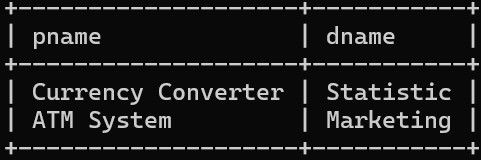 +--------------------+-----------+
| pname              | dname     |
+--------------------+-----------+
| Currency Converter | Statistic |
| ATM System         | Marketing |
+--------------------+-----------+